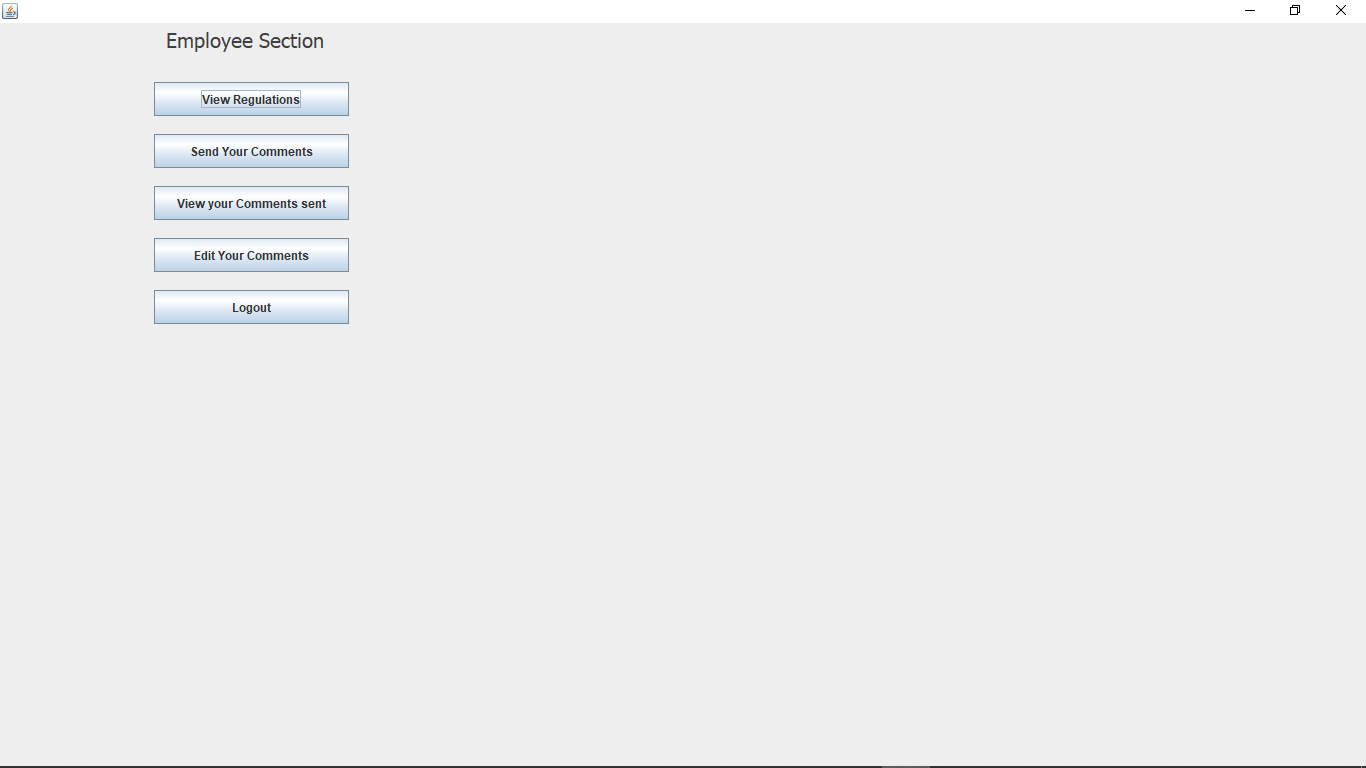 Employee Section
View Regulations
Send Your Comments
View your Comments sent
Edit Your Comments
Logout